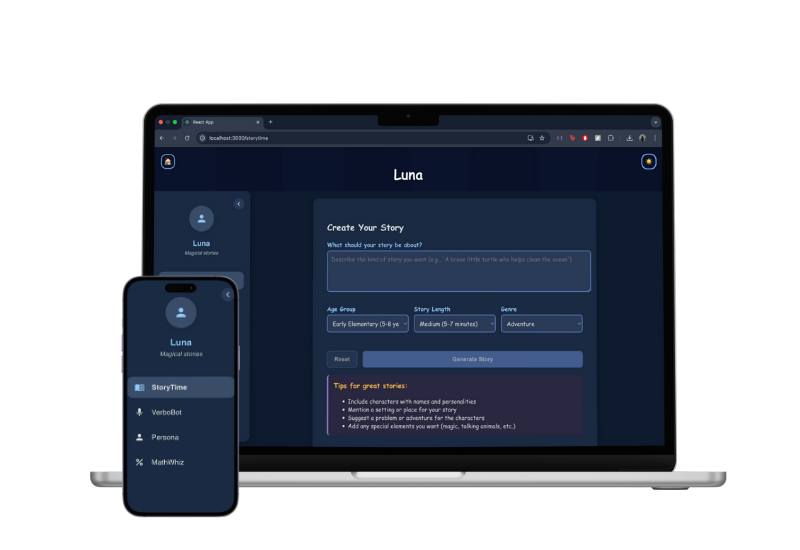 React App
localhost:3000/storytime
Luna
Luna
Magical stories
Create Your Story
What should your story be about?
Describe the kind of story you want (e.g., 'A brave little turtle who helps clean the ocean')
Age Group
Story Length
Genre
Early Elementary (5-8 ye
Medium (5-7 minutes)
Adventure
Reset
Generate Story
Tips for great stories:
• Include characters with names and personalities
• Mention a setting or place for your story
• Suggest a problem or adventure for the characters
• Add any special elements you want (magic, talking animals, etc.)
Luna
Magical stories
StoryTime
VerboBot
Persona
MathWhiz